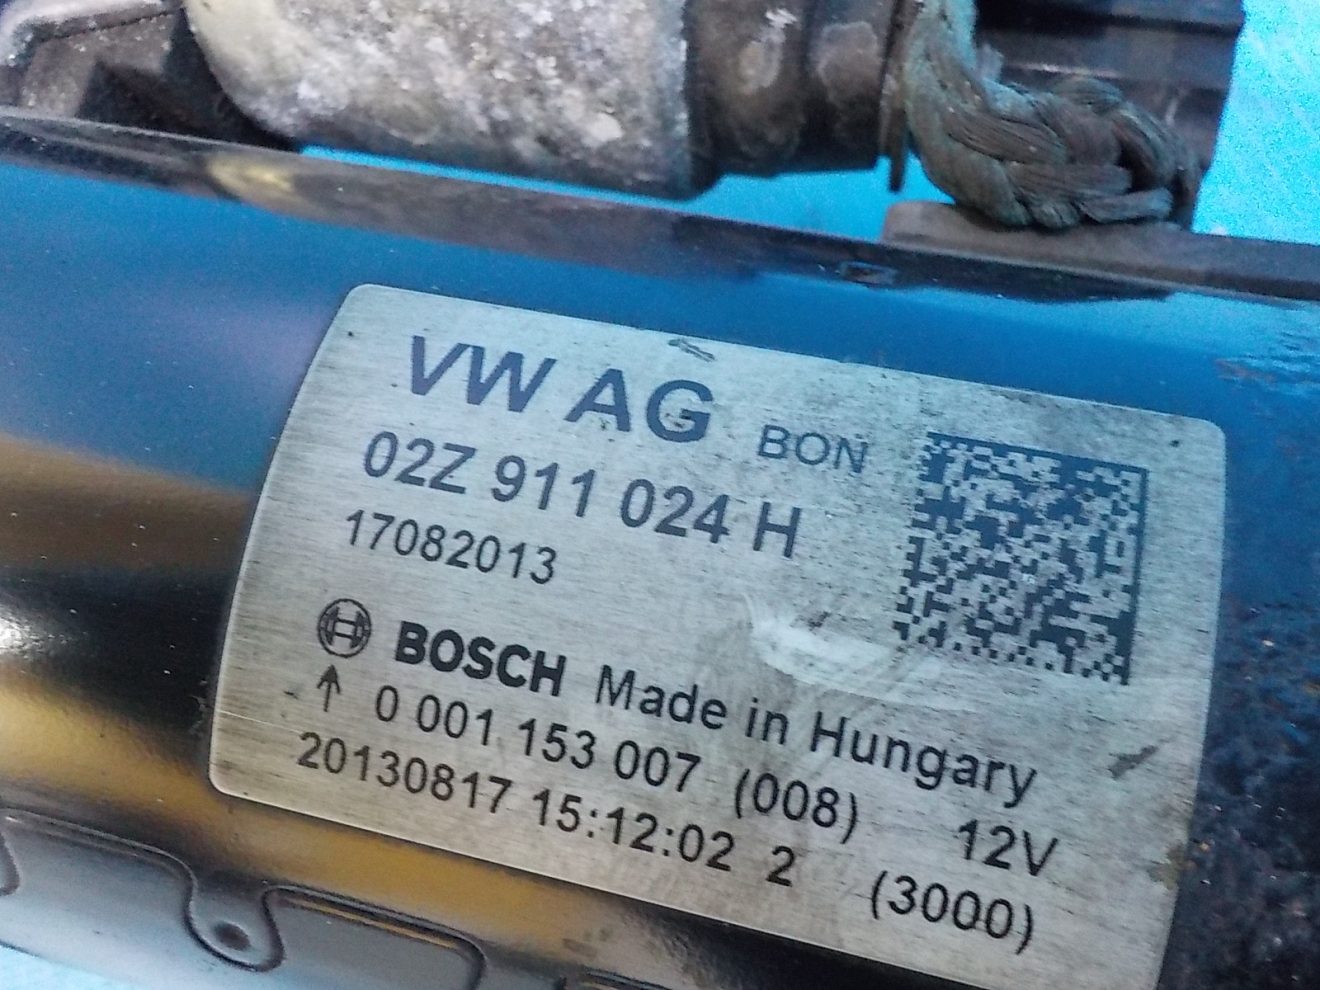 VW AG BON
02Z 911 024 H
17082013
BOSCH Made in Hungary
↑ 0 001 153 007 (008) 12V
20130817 15:12:02 2 (3000)